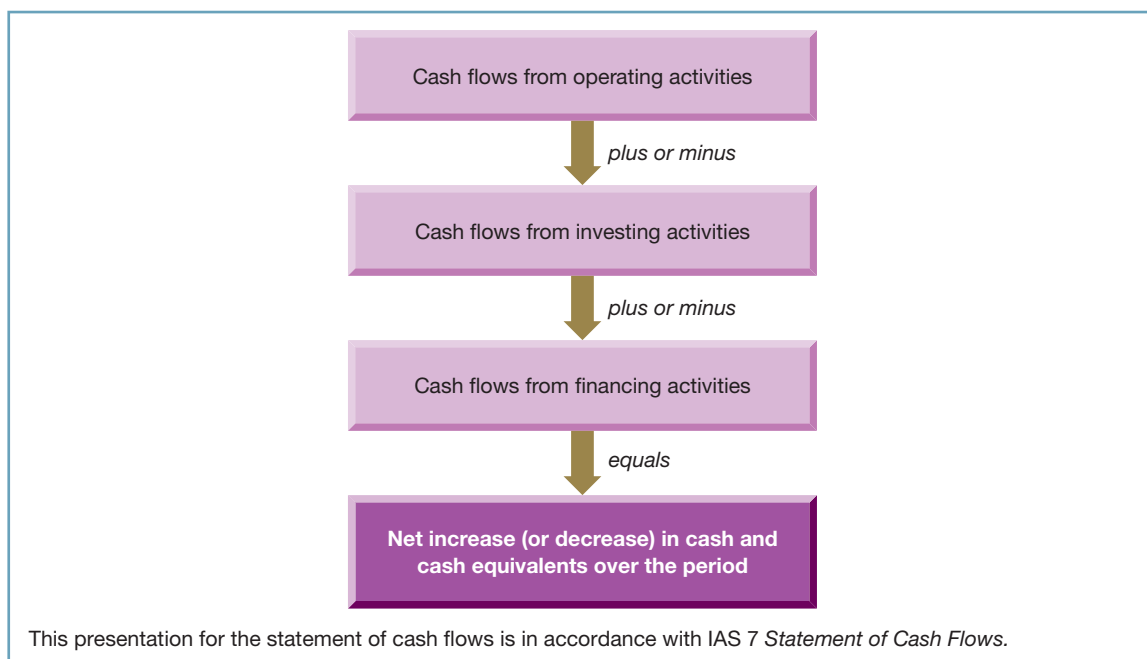 Cash flows from operating activities
plus or minus
Cash flows from investing activities
plus or minus
Cash flows from financing activities
equals
Net increase (or decrease) in cash and
cash equivalents over the period
This presentation for the statement of cash flows is in accordance with IAS 7 Statement of Cash Flows.